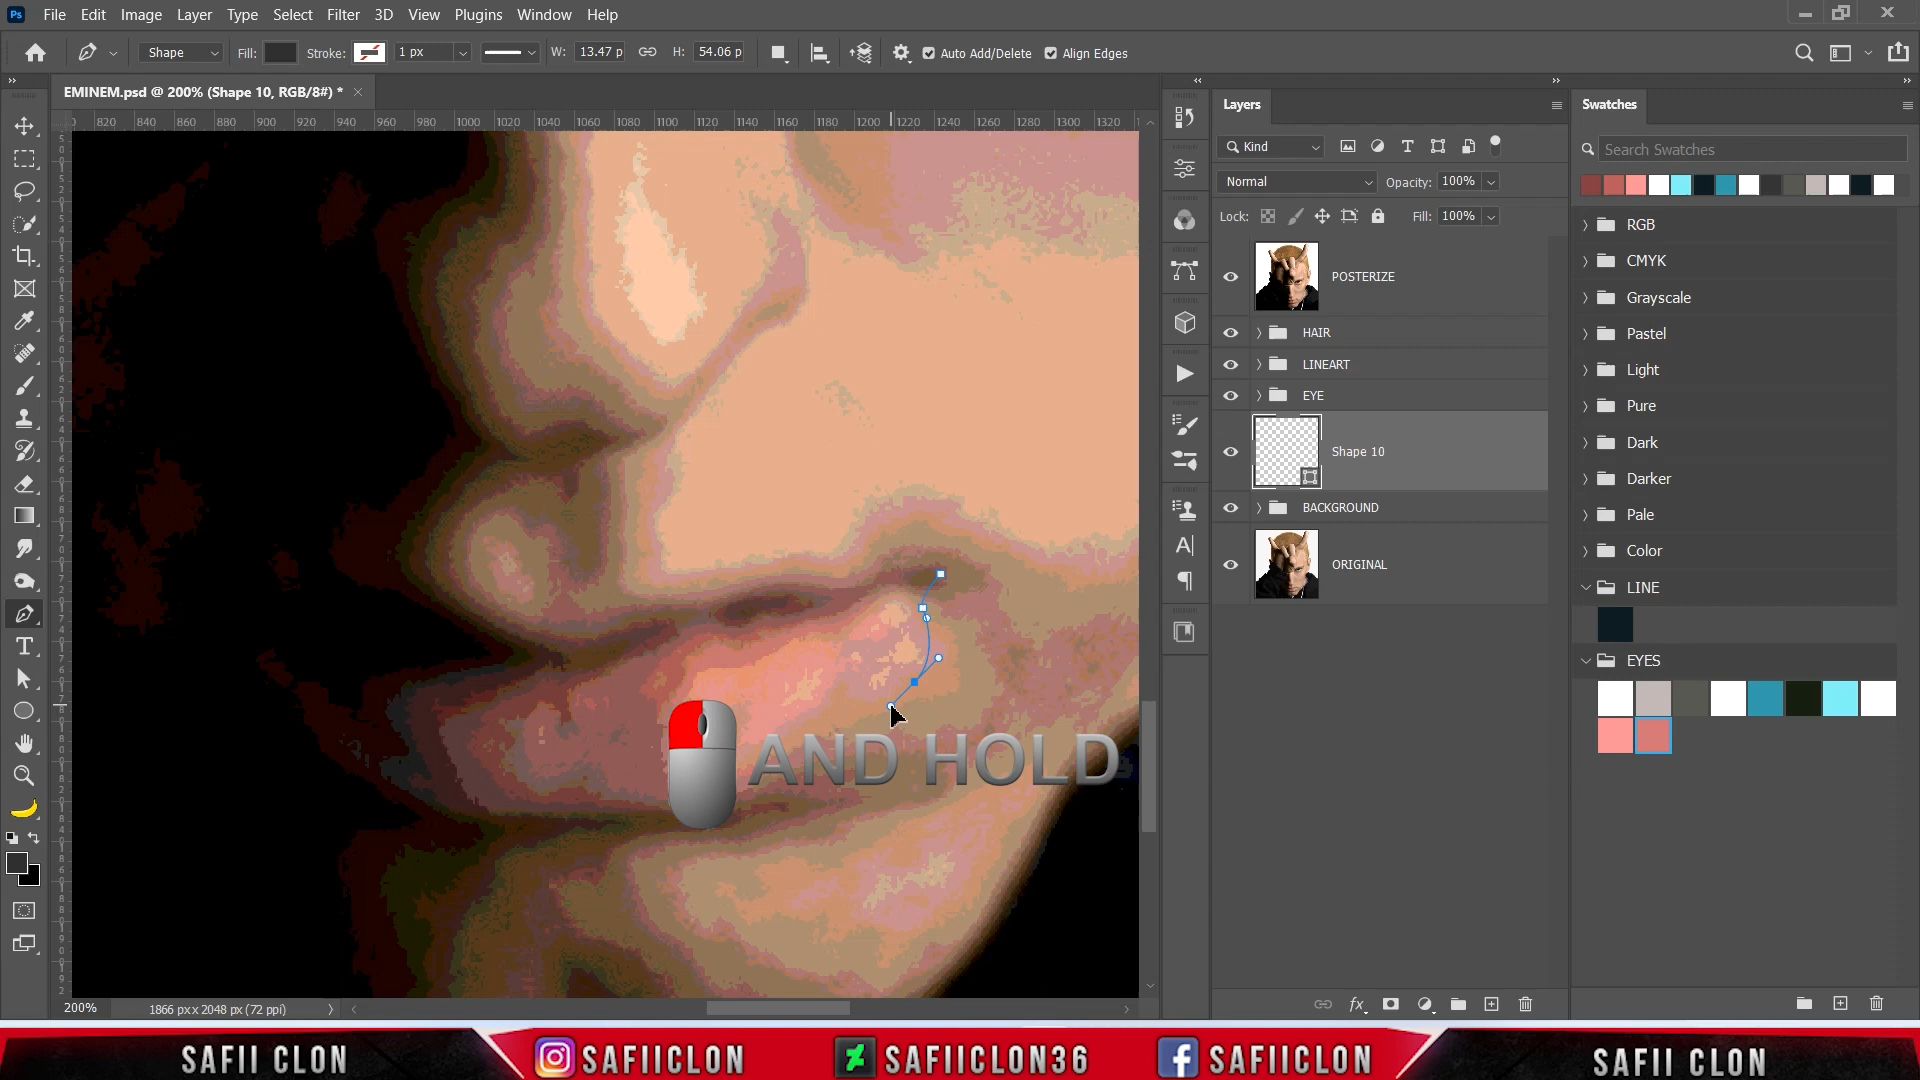 File Edit Image Layer Type Select Filter 3D View Plugins Window Help
Shape Fill: Stroke: 1 px W: 13.47 p H: 54.06 p Auto Add/Delete Align Edges
EMINEM.psd @ 200% (Shape 10, RGB/8#) *
820 840 860 880 900 920 940 960 980 1000 1020 1040 1060 1080 1100 1120 1140 1160 1180 1200 1220 1240 1260 1280 1300 1320
AND HOLD
200% 1866 px x 2048 px (72 ppi)
Layers
Kind
Normal Opacity: 100%
Lock: Fill: 100%
POSTERIZE
HAIR
LINEART
EYE
Shape 10
BACKGROUND
ORIGINAL
Swatches
Search Swatches
RGB
CMYK
Grayscale
Pastel
Light
Pure
Dark
Darker
Pale
Color
LINE
EYES
SAFII CLON SAFIICLON SAFIICLON36 SAFIICLON SAFII CLON